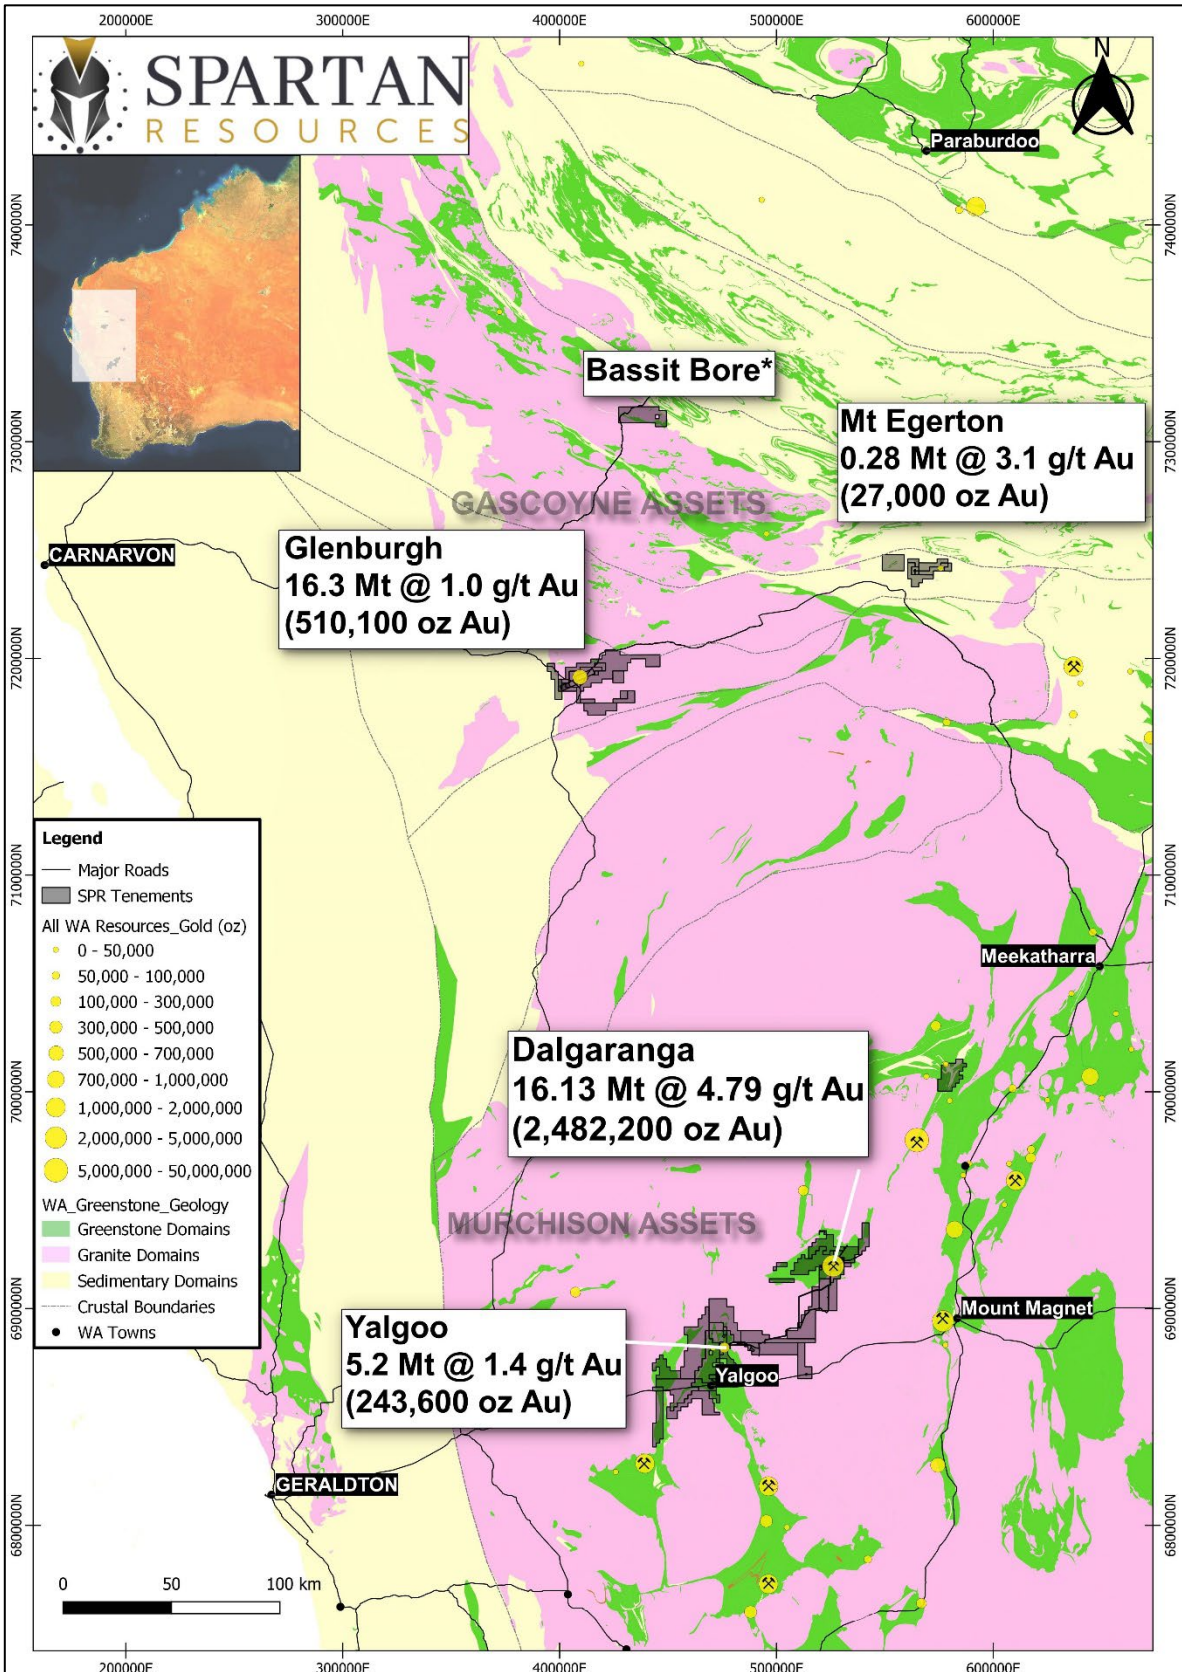 200000E 300000E 400000E 500000E 600000E
SPARTAN
RESOURCES
N
Paraburdoo
7400000N
7400000N
Bassit Bore*
Mt Egerton
0.28 Mt @ 3.1 g/t Au
(27,000 oz Au)
7300000N
7300000N
GASCOYNE ASSETS
CARNARVON
Glenburgh
16.3 Mt @ 1.0 g/t Au
(510,100 oz Au)
7200000N
7200000N
Legend
Major Roads
SPR Tenements
All WA Resources_Gold (oz)
0 - 50,000
50,000 - 100,000
100,000 - 300,000
300,000 - 500,000
500,000 - 700,000
700,000 - 1,000,000
1,000,000 - 2,000,000
2,000,000 - 5,000,000
5,000,000 - 50,000,000
WA_Greenstone_Geology
Greenstone Domains
Granite Domains
Sedimentary Domains
Crustal Boundaries
WA Towns
7100000N
7100000N
Meekatharra
Dalgaranga
16.13 Mt @ 4.79 g/t Au
(2,482,200 oz Au)
7000000N
7000000N
MURCHISON ASSETS
6900000N
6900000N
Mount Magnet
Yalgoo
5.2 Mt @ 1.4 g/t Au
(243,600 oz Au)
Yalgoo
GERALDTON
6800000N
6800000N
0 50 100 km
200000E 300000E 400000E 500000E 600000E